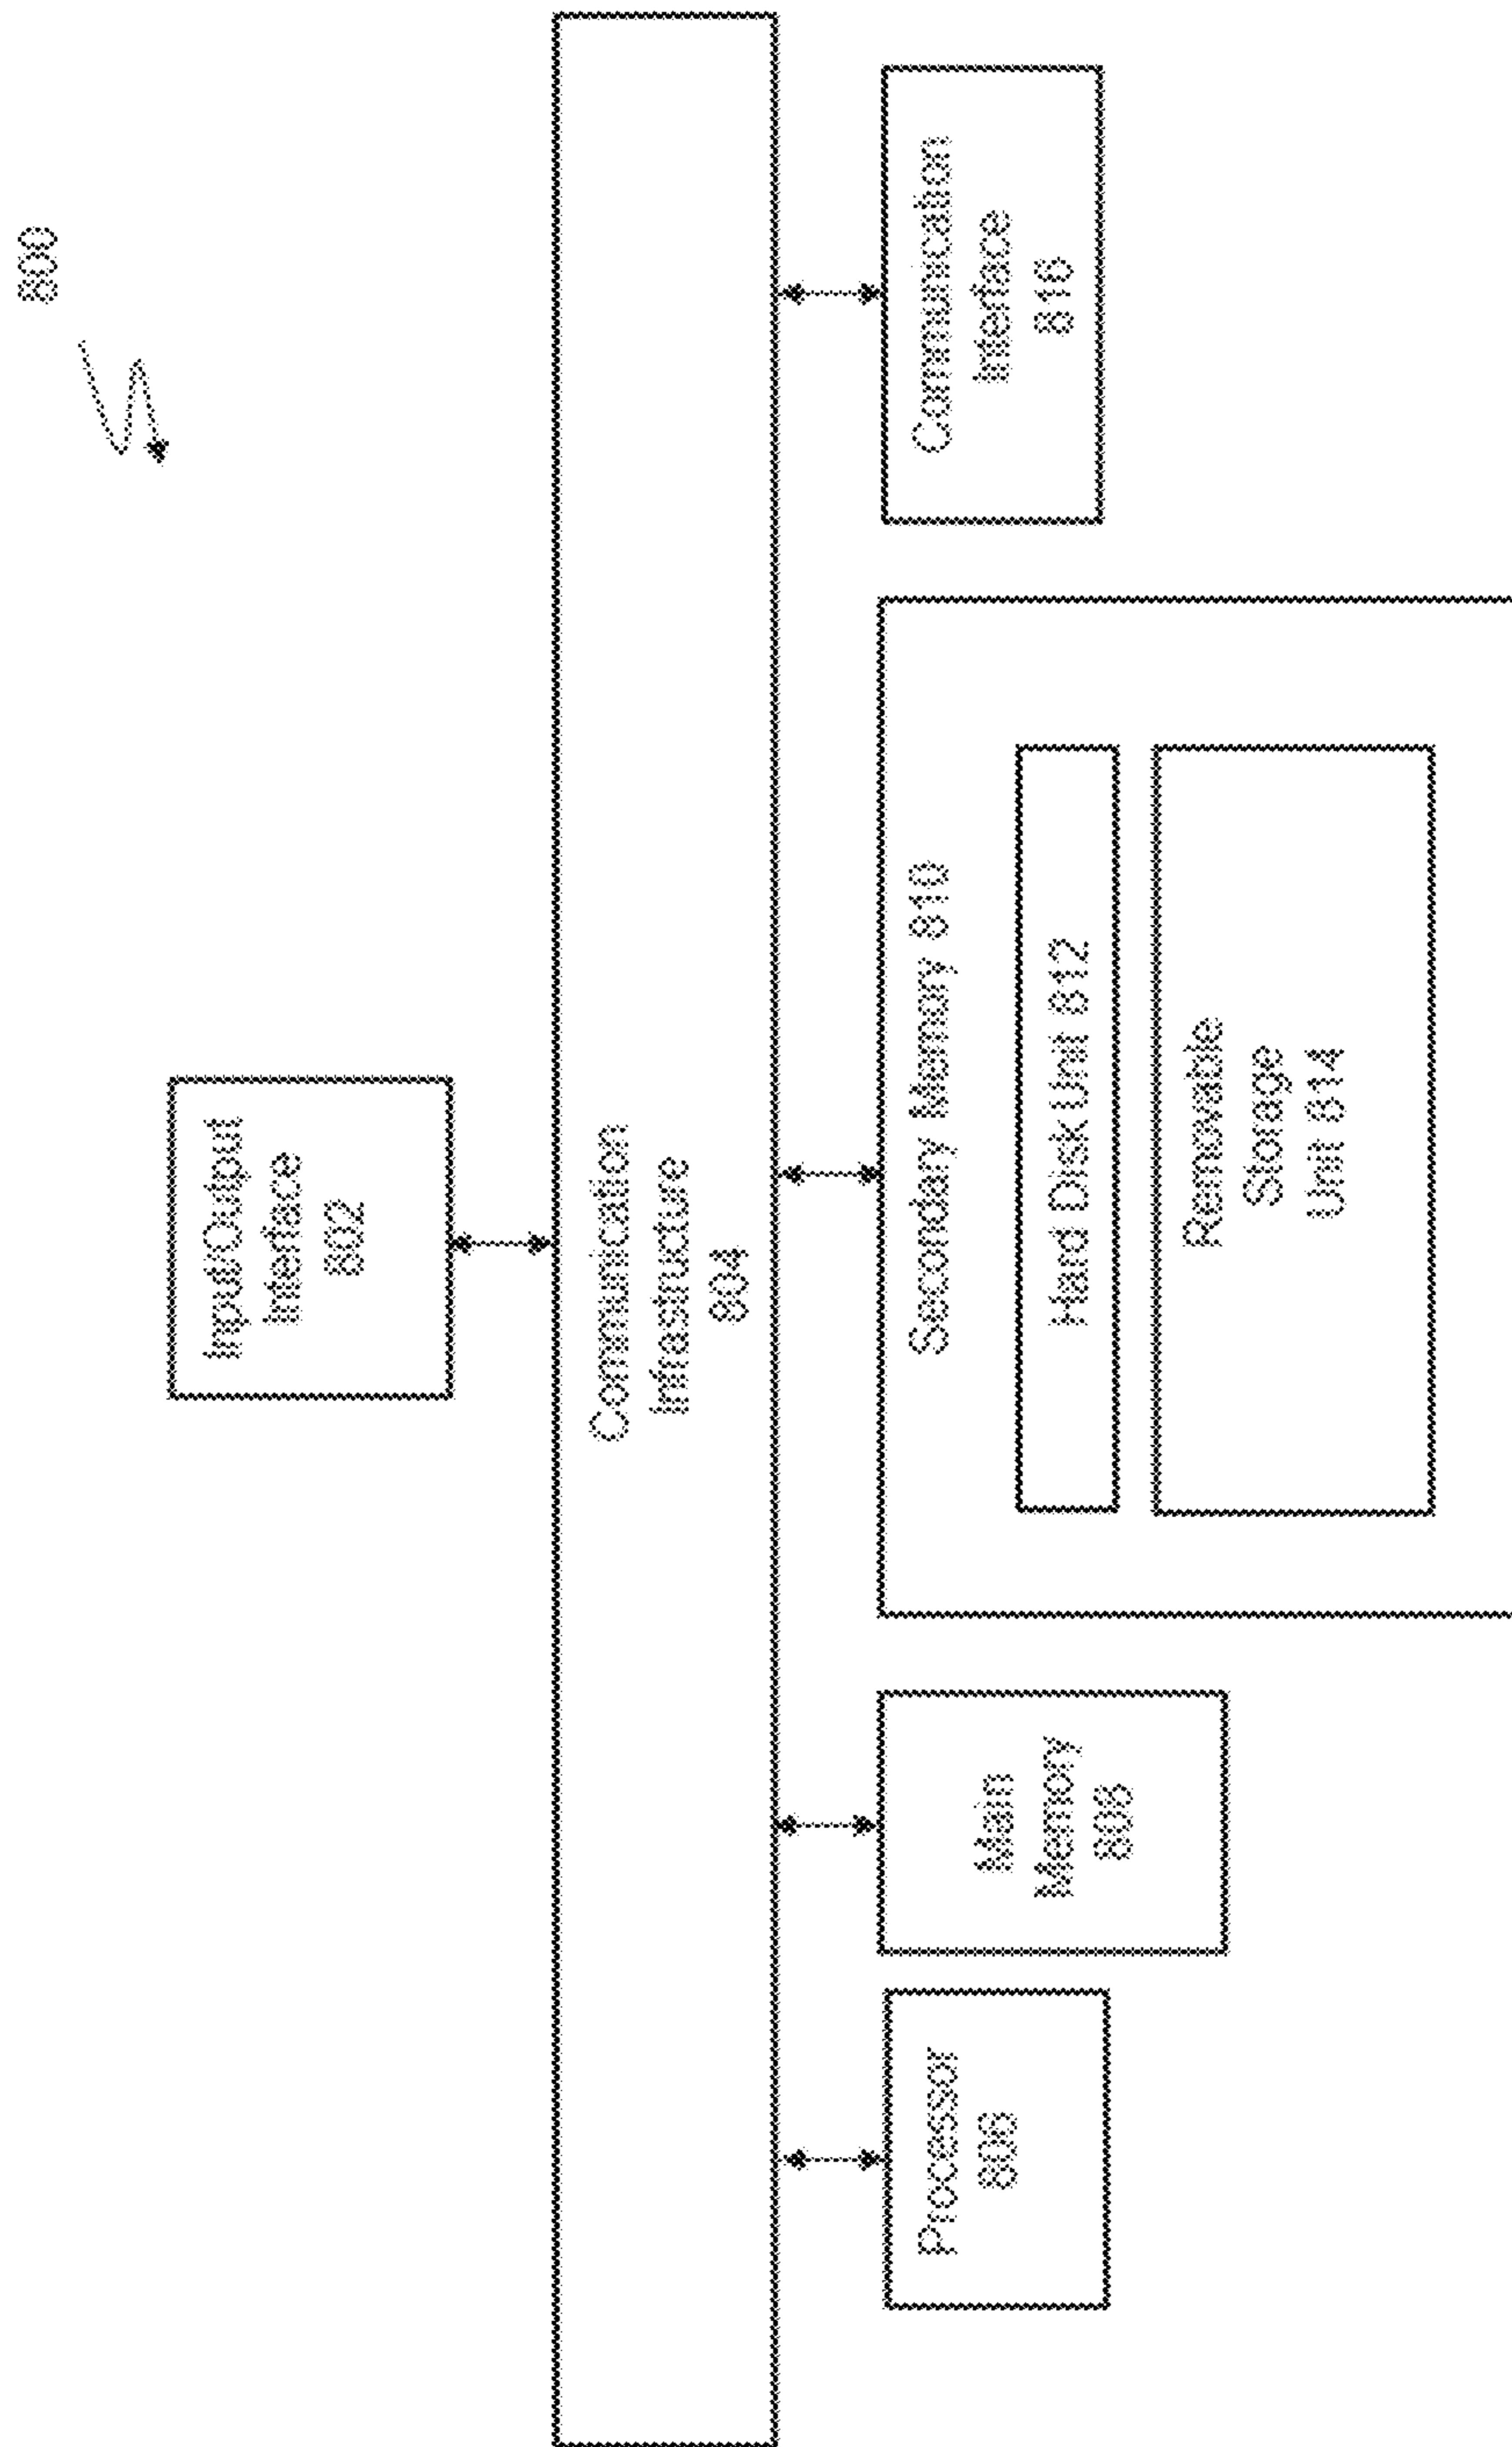 800
Input/Output
Interface
802
Communication
Infrastructure
804
Processor
806
Main
Memory
808
Secondary Memory 810
Hard Disk Unit 812
Removable
Storage
Unit 814
Communication
Interface
816